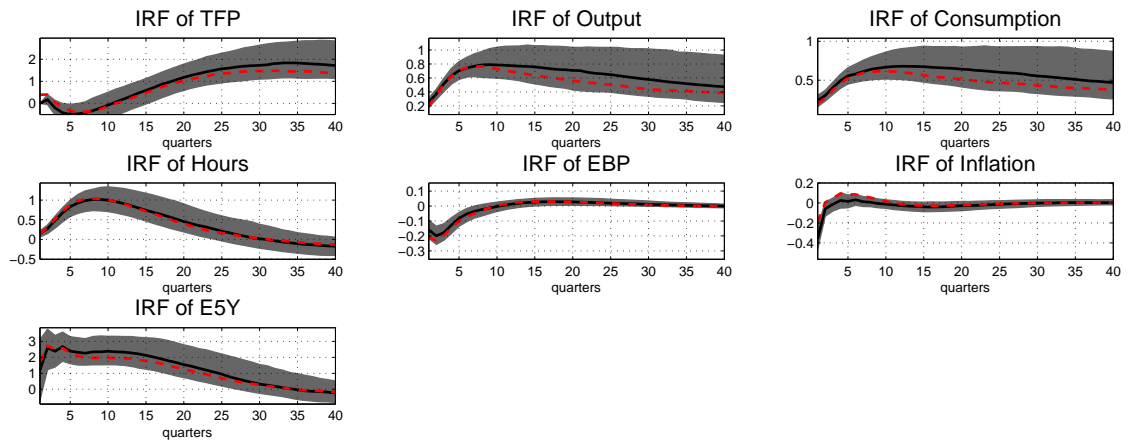 IRF of TFP
2
1
0
5 10 15 20 25 30 35 40
quarters
IRF of Output
1
0.8
0.6
0.4
0.2
5 10 15 20 25 30 35 40
quarters
IRF of Consumption
1
0.5
5 10 15 20 25 30 35 40
quarters
IRF of Hours
1
0.5
0
−0.5
5 10 15 20 25 30 35 40
quarters
IRF of EBP
0.1
0
−0.1
−0.2
−0.3
5 10 15 20 25 30 35 40
quarters
IRF of Inflation
0.2
0
−0.2
−0.4
5 10 15 20 25 30 35 40
quarters
IRF of E5Y
3
2
1
0
5 10 15 20 25 30 35 40
quarters